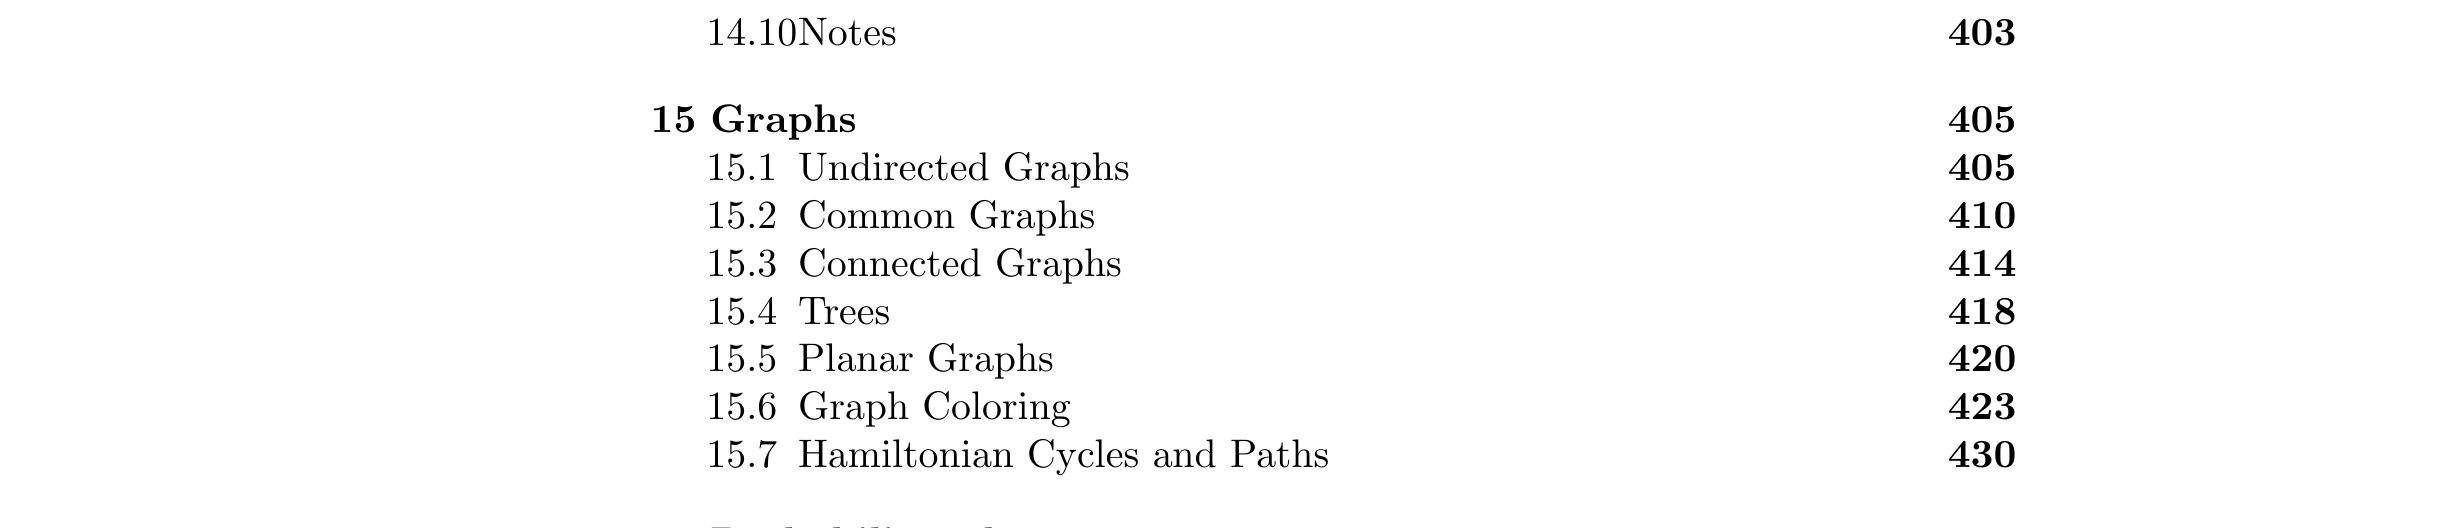 14.10Notes 403
15 Graphs 405
15.1 Undirected Graphs 405
15.2 Common Graphs 410
15.3 Connected Graphs 414
15.4 Trees 418
15.5 Planar Graphs 420
15.6 Graph Coloring 423
15.7 Hamiltonian Cycles and Paths 430